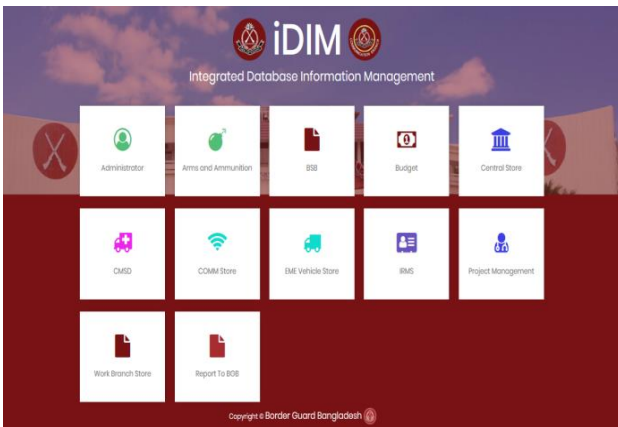 iDIM
Integrated Database Information Management
Administrator
Arms and Ammunition
BSB
Budget
Central Store
CMSD
COMM Store
EME Vehicle Store
IRMS
Project Management
Work Branch Store
Report To BGB
Copyright © Border Guard Bangladesh